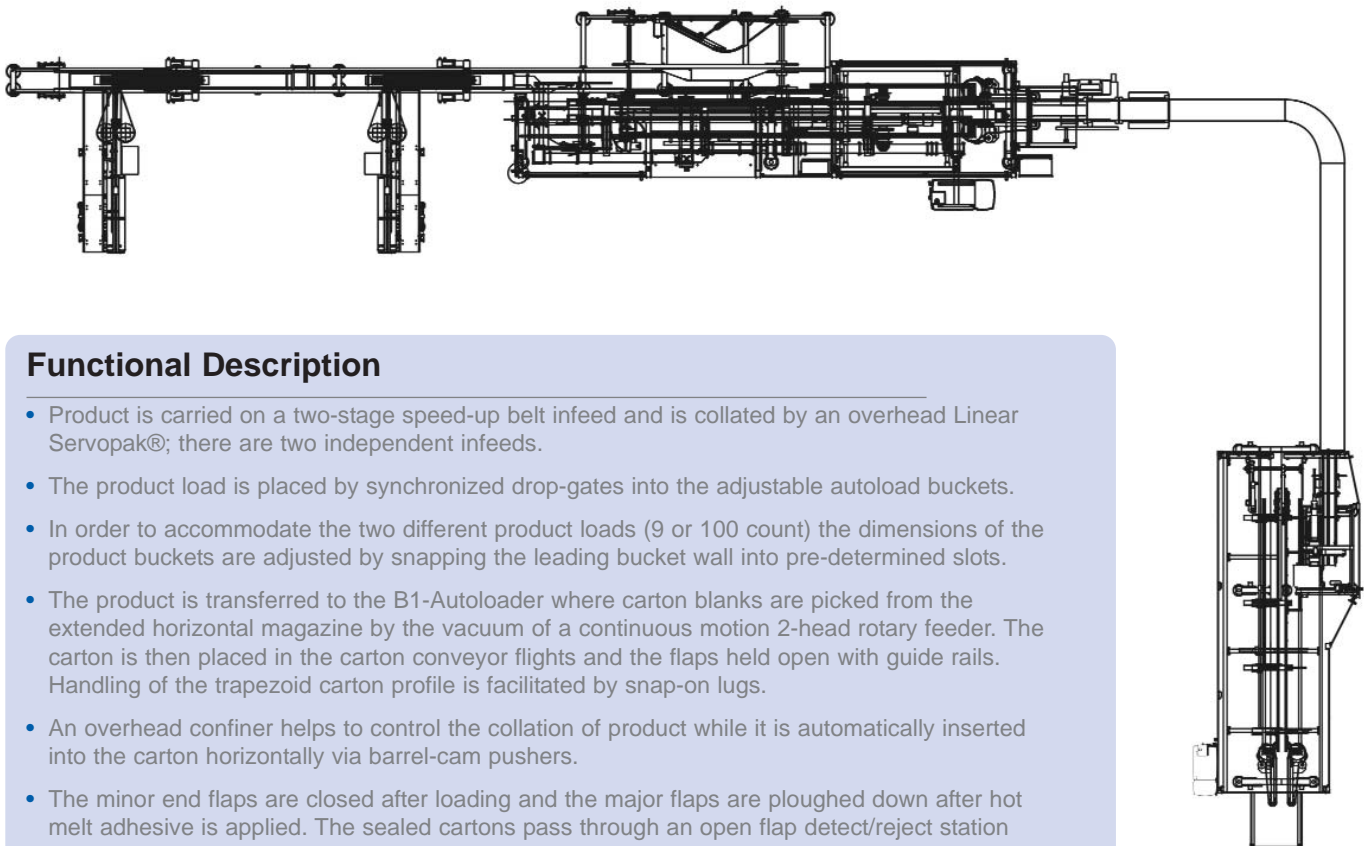 Functional Description
• Product is carried on a two-stage speed-up belt infeed and is collated by an overhead Linear
Servopak®; there are two independent infeeds.
• The product load is placed by synchronized drop-gates into the adjustable autoload buckets.
• In order to accommodate the two different product loads (9 or 100 count) the dimensions of the
product buckets are adjusted by snapping the leading bucket wall into pre-determined slots.
• The product is transferred to the B1-Autoloader where carton blanks are picked from the
extended horizontal magazine by the vacuum of a continuous motion 2-head rotary feeder. The
carton is then placed in the carton conveyor flights and the flaps held open with guide rails.
Handling of the trapezoid carton profile is facilitated by snap-on lugs.
• An overhead confiner helps to control the collation of product while it is automatically inserted
into the carton horizontally via barrel-cam pushers.
• The minor end flaps are closed after loading and the major flaps are ploughed down after hot
melt adhesive is applied. The sealed cartons pass through an open flap detect/reject station